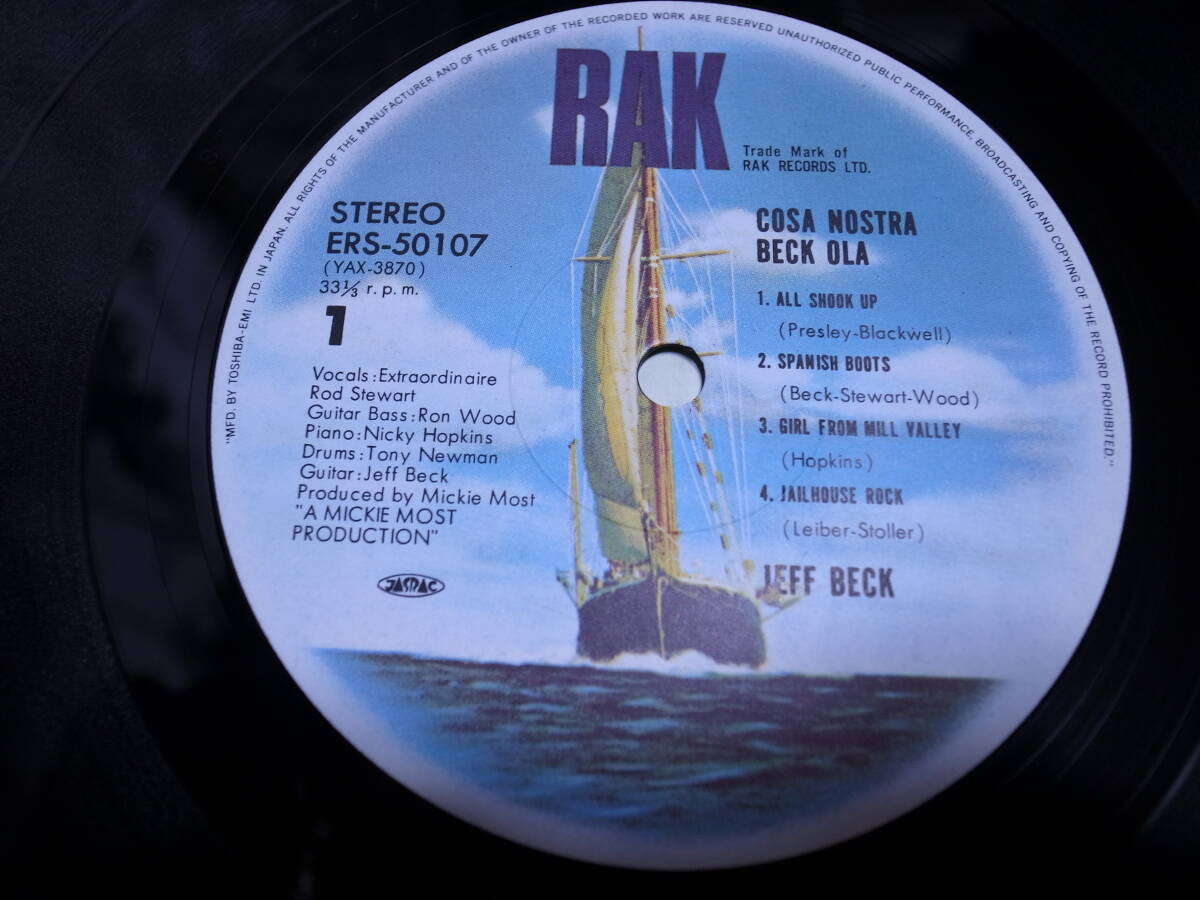 "MFD. BY TOSHIBA-EMI LTD. IN JAPAN. ALL RIGHTS OF THE MANUFACTURER AND OF THE OWNER OF THE RECORDED WORK ARE RESERVED UNAUTHORIZED PUBLIC PERFORMANCE, BROADCASTING AND COPYING OF THE RECORD PROHIBITED."
RAK
Trade Mark of
RAK RECORDS LTD.
STEREO
ERS-50107
(YAX-3870)
33⅓ r.p.m.
1
Vocals:Extraordinaire
Rod Stewart
Guitar Bass:Ron Wood
Piano:Nicky Hopkins
Drums:Tony Newman
Guitar:Jeff Beck
Produced by Mickie Most
"A MICKIE MOST
PRODUCTION"
JASRAC
COSA NOSTRA
BECK OLA
1. ALL SHOOK UP
(Presley-Blackwell)
2. SPANISH BOOTS
(Beck-Stewart-Wood)
3. GIRL FROM MILL VALLEY
(Hopkins)
4. JAILHOUSE ROCK
(Leiber-Stoller)
JEFF BECK